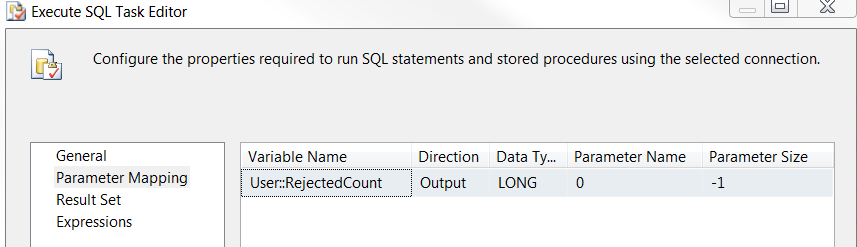 Execute SQL Task Editor
Configure the properties required to run SQL statements and stored procedures using the selected connection.
General
Parameter Mapping
Result Set
Expressions
Variable Name Direction Data Ty... Parameter Name Parameter Size
User::RejectedCount Output LONG 0 -1